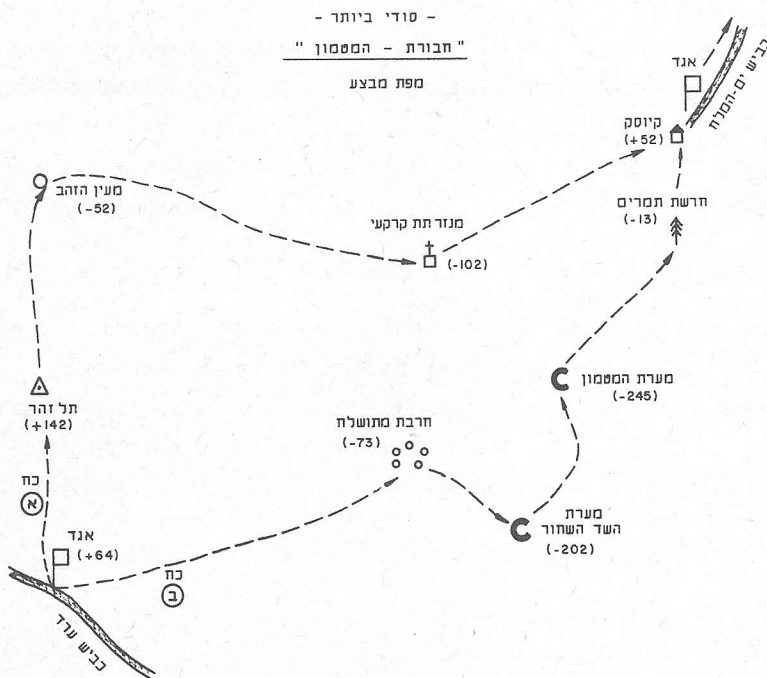 - סודי ביותר -
" חבורת - המטמון "
מפת מבצע
אגד
כביש ים-המלח
קיוסק
(+52)
מעין הזהב
(-52)
חרשת תמרים
(-13)
מנזר תת קרקעי
(-102)
מערת המטמון
(-245)
תל זהר
(+142)
חרבת מתושלח
(-73)
כח
א
מערת
השד השחור
(-202)
אגד
(+64)
כח
ב
כביש ערד